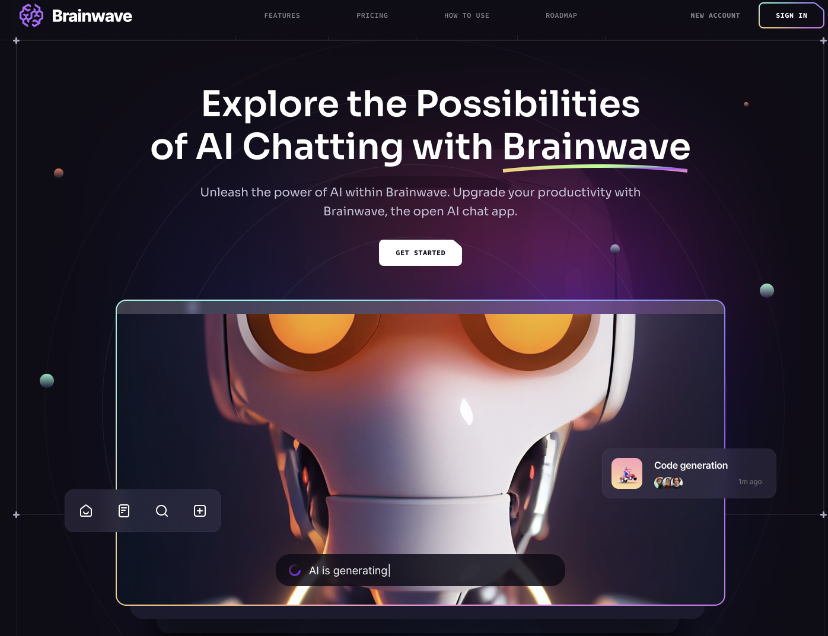 Brainwave
FEATURES
PRICING
HOW TO USE
ROADMAP
NEW ACCOUNT
SIGN IN
Explore the Possibilities
of AI Chatting with Brainwave
Unleash the power of AI within Brainwave. Upgrade your productivity with
Brainwave, the open AI chat app.
GET STARTED
Code generation
1m ago
AI is generating|